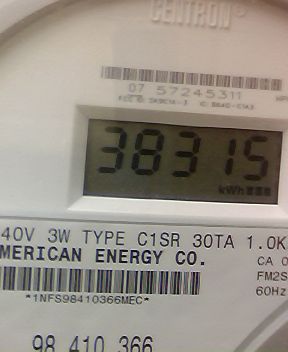 CENTRON®
07 57245311
38315
kWh
40V 3W TYPE C1SR 30TA 1.0K
MERICAN ENERGY CO. CA 0
FM2S
60Hz
*1NFS98410366MEC*
98 410 366